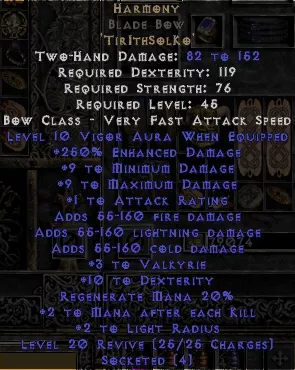 Harmony
Blade Bow
'TirIthSolKo'
Two-Hand Damage: 82 to 152
Required Dexterity: 119
Required Strength: 76
Required Level: 45
Bow Class - Very Fast Attack Speed
Level 10 Vigor Aura When Equipped
+250% Enhanced Damage
+9 to Minimum Damage
+9 to Maximum Damage
+1 to Attack Rating
Adds 55-160 fire damage
Adds 55-160 lightning damage
Adds 55-160 cold damage
+3 to Valkyrie
+10 to Dexterity
Regenerate Mana 20%
+2 to Mana after each Kill
+2 to Light Radius
Level 20 Revive (25/25 Charges)
Socketed (4)